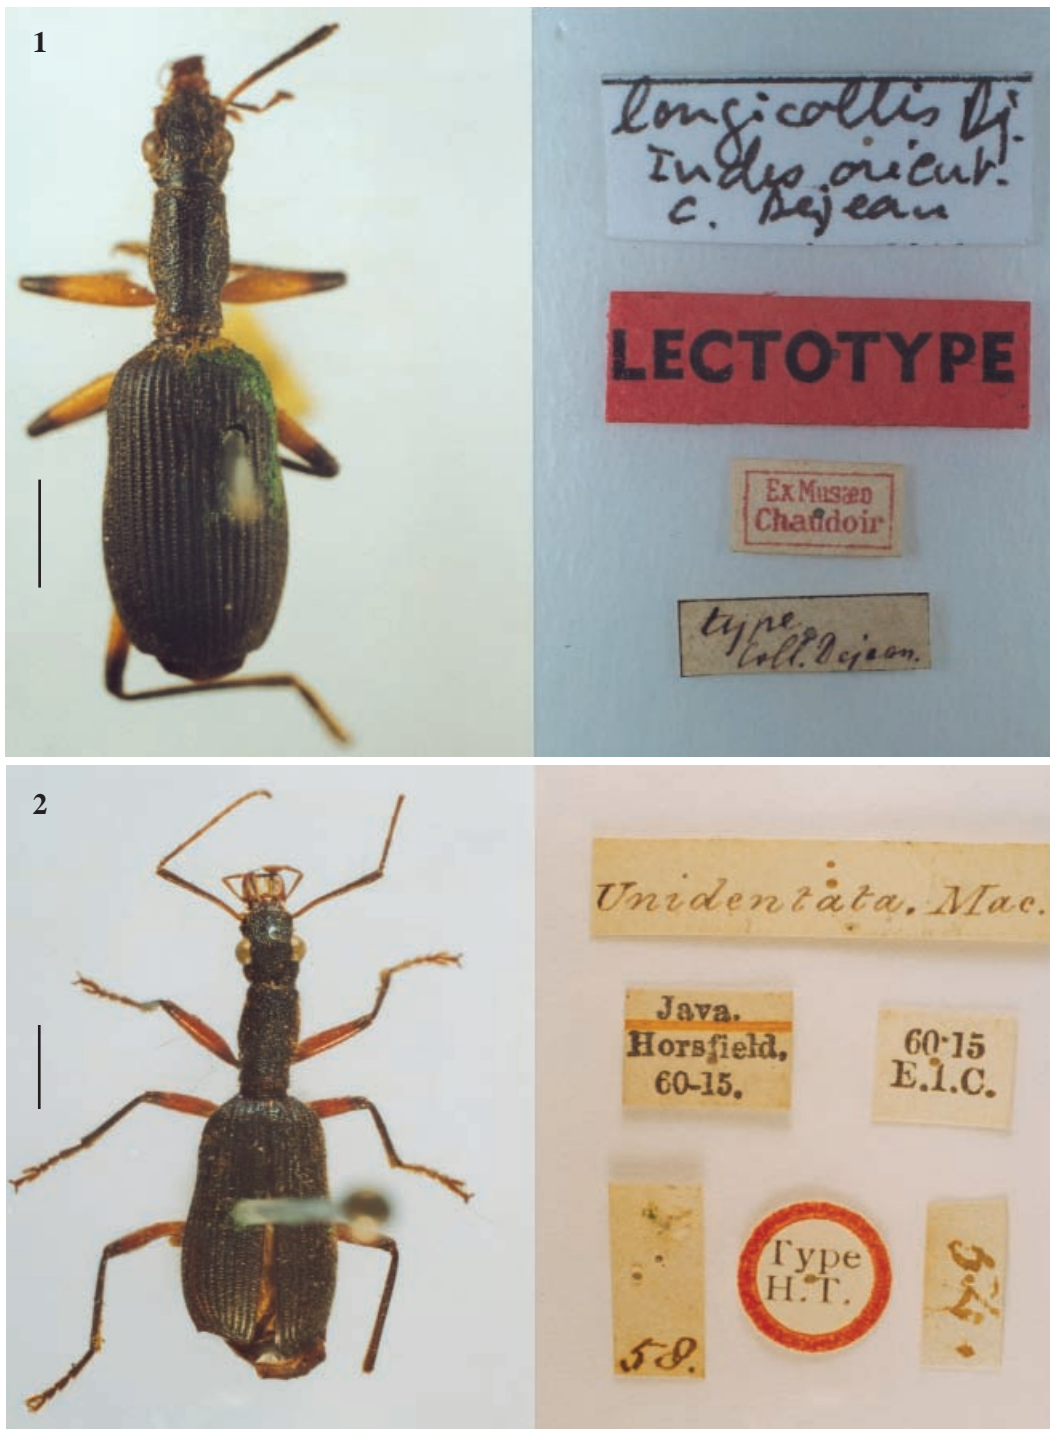 1
longicollis Dj.
Indes orient.
C. Dejean
LECTOTYPE
Ex Musæo
Chaudoir
type
Coll. Dejean.
2
Unidentata. Mac.
Java.
Horsfield.
60-15.
60·15
E.I.C.
58.
Type
H.T.